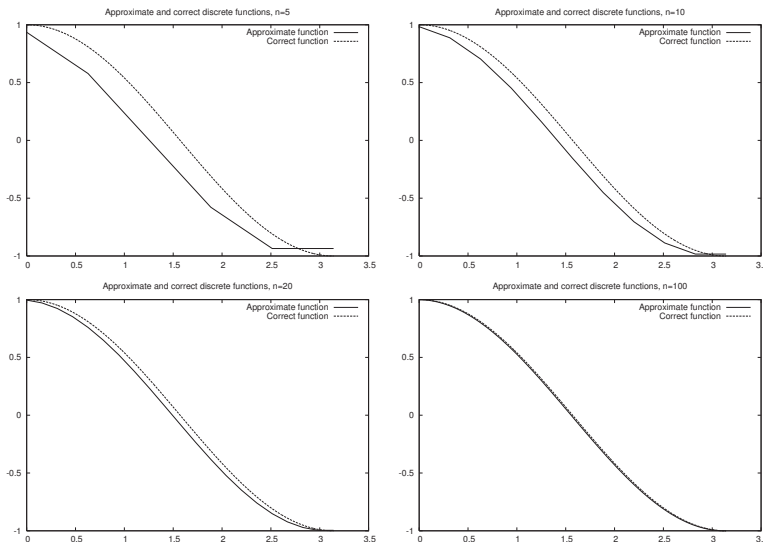 Approximate and correct discrete functions, n=5
1
0.5
0
-0.5
-1
0 0.5 1 1.5 2 2.5 3 3.5
Approximate function
Correct function
Approximate and correct discrete functions, n=10
1
0.5
0
-0.5
-1
0 0.5 1 1.5 2 2.5 3 3.
Approximate function
Correct function
Approximate and correct discrete functions, n=20
1
0.5
0
-0.5
-1
0 0.5 1 1.5 2 2.5 3 3.5
Approximate function
Correct function
Approximate and correct discrete functions, n=100
1
0.5
0
-0.5
-1
0 0.5 1 1.5 2 2.5 3 3.
Approximate function
Correct function